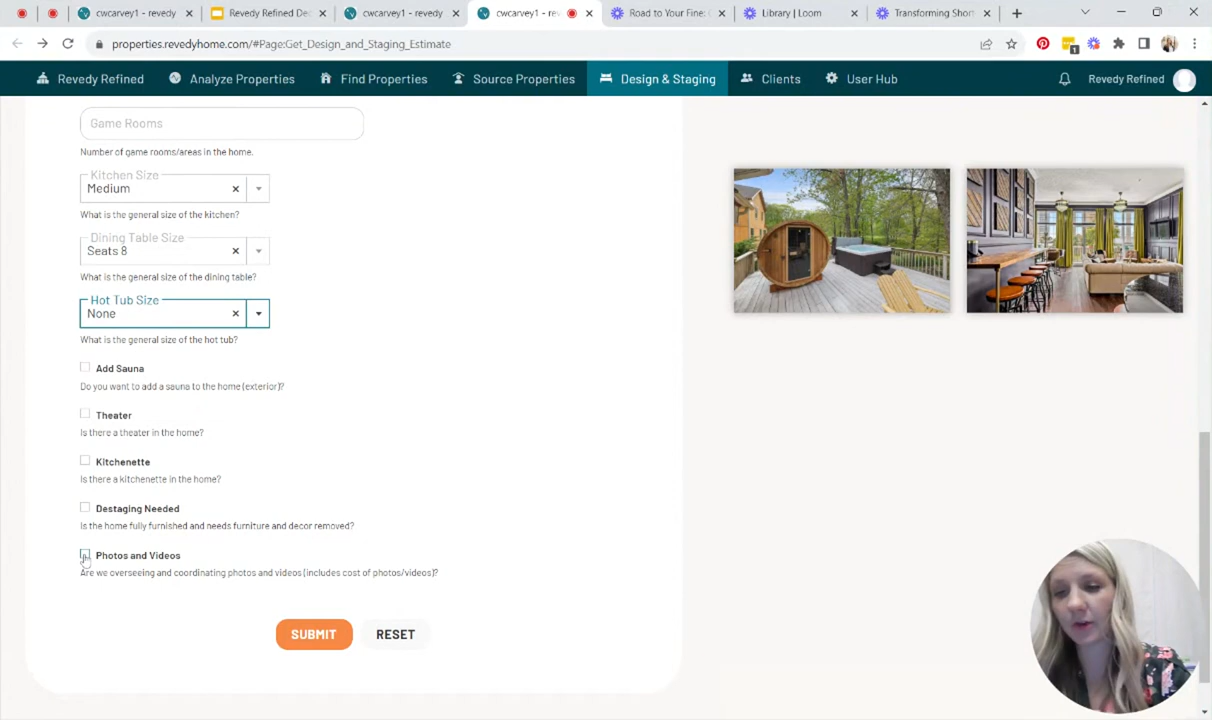 cwcarvey1 - revedy
Revedy Refined Dec
cwcarvey1 - revedy
cwcarvey1 - rev
Road to Your Fine: G
Library | Loom
Transforming Short
properties.revedyhome.com/#Page:Get_Design_and_Staging_Estimate
Revedy Refined
Analyze Properties
Find Properties
Source Properties
Design & Staging
Clients
User Hub
Revedy Refined
Game Rooms
Number of game rooms/areas in the home.
Kitchen Size
Medium
What is the general size of the kitchen?
Dining Table Size
Seats 8
What is the general size of the dining table?
Hot Tub Size
None
What is the general size of the hot tub?
Add Sauna
Do you want to add a sauna to the home (exterior)?
Theater
Is there a theater in the home?
Kitchenette
Is there a kitchenette in the home?
Destaging Needed
Is the home fully furnished and needs furniture and decor removed?
Photos and Videos
Are we overseeing and coordinating photos and videos (includes cost of photos/videos)?
SUBMIT
RESET